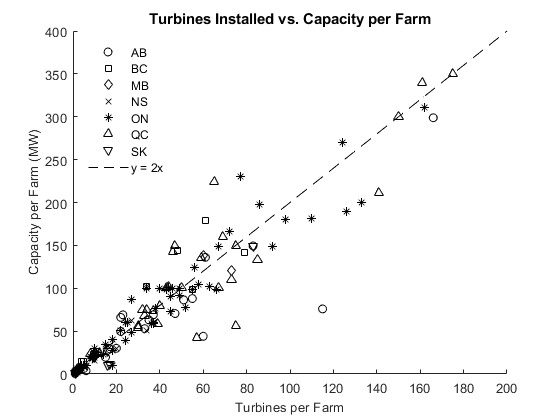 Turbines Installed vs. Capacity per Farm
400
350
300
250
200
150
100
50
0
Capacity per Farm (MW)
AB
BC
MB
NS
ON
QC
SK
y = 2x
0 20 40 60 80 100 120 140 160 180 200
Turbines per Farm